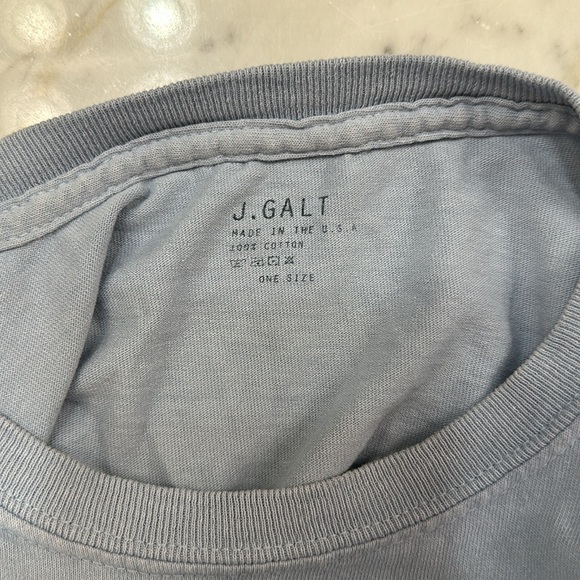 J.GALT
MADE IN THE U.S.A
100% COTTON
ONE SIZE